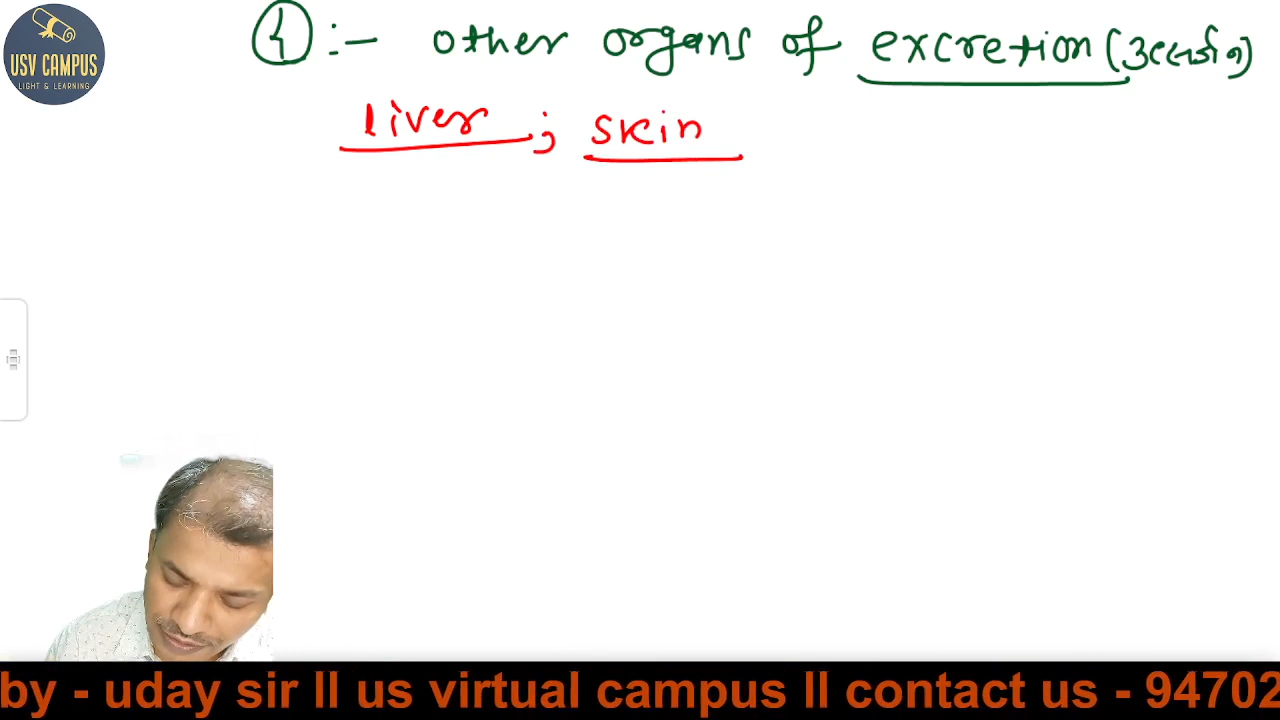 USV CAMPUS
LIGHT & LEARNING
:- other organs of excretion (उत्सर्जन)
liver ; skin
by - uday sir ll us virtual campus ll contact us - 94702